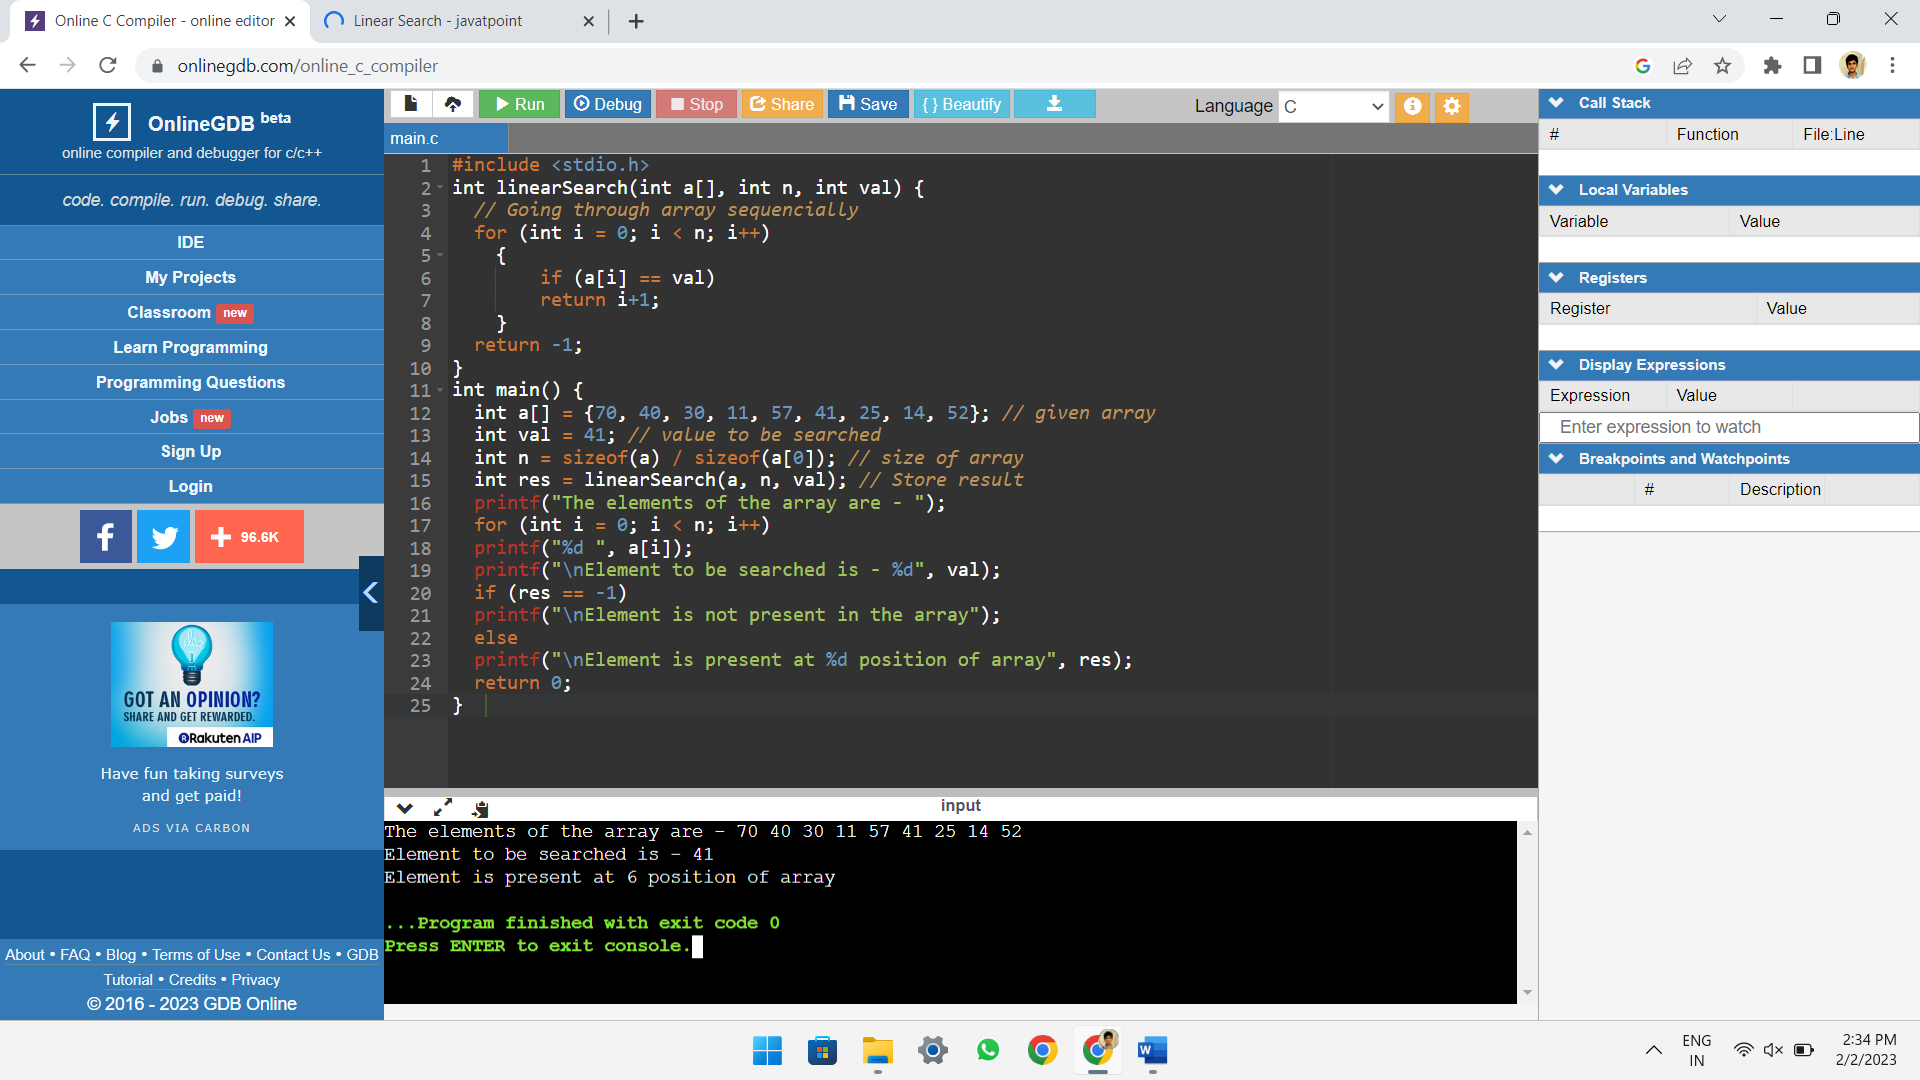 Online C Compiler - online editor
Linear Search - javatpoint
onlinegdb.com/online_c_compiler
OnlineGDB beta
online compiler and debugger for c/c++
code. compile. run. debug. share.
IDE
My Projects
Classroom new
Learn Programming
Programming Questions
Jobs new
Sign Up
Login
f
+ 96.6K
GOT AN OPINION?
SHARE AND GET REWARDED.
Rakuten AIP
Have fun taking surveys
and get paid!
ADS VIA CARBON
About • FAQ • Blog • Terms of Use • Contact Us • GDB
Tutorial • Credits • Privacy
© 2016 - 2023 GDB Online
Run Debug Stop Share Save { } Beautify
Language C
main.c
1 #include <stdio.h>
2 int linearSearch(int a[], int n, int val) {
3 // Going through array sequencially
4 for (int i = 0; i < n; i++)
5 {
6 if (a[i] == val)
7 return i+1;
8 }
9 return -1;
10 }
11 int main() {
12 int a[] = {70, 40, 30, 11, 57, 41, 25, 14, 52}; // given array
13 int val = 41; // value to be searched
14 int n = sizeof(a) / sizeof(a[0]); // size of array
15 int res = linearSearch(a, n, val); // Store result
16 printf("The elements of the array are - ");
17 for (int i = 0; i < n; i++)
18 printf("%d ", a[i]);
19 printf("\nElement to be searched is - %d", val);
20 if (res == -1)
21 printf("\nElement is not present in the array");
22 else
23 printf("\nElement is present at %d position of array", res);
24 return 0;
25 }
input
The elements of the array are - 70 40 30 11 57 41 25 14 52
Element to be searched is - 41
Element is present at 6 position of array
...Program finished with exit code 0
Press ENTER to exit console.
Call Stack
# Function File:Line
Local Variables
Variable Value
Registers
Register Value
Display Expressions
Expression Value
Enter expression to watch
Breakpoints and Watchpoints
# Description
W
ENG
IN
2:34 PM
2/2/2023